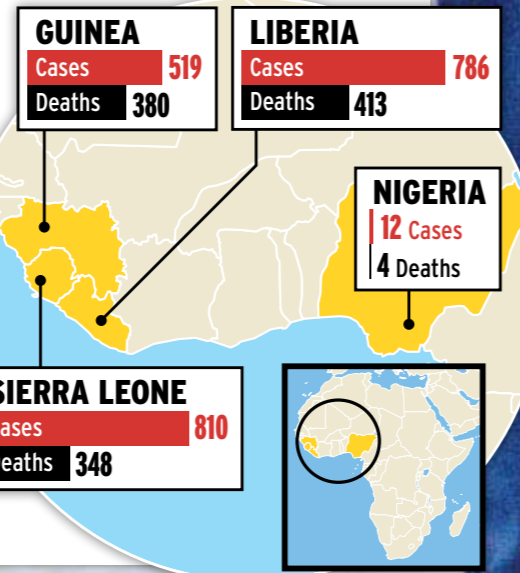 GUINEA
Cases 519
Deaths 380
LIBERIA
Cases 786
Deaths 413
NIGERIA
12 Cases
4 Deaths
SIERRA LEONE
ases 810
eaths 348